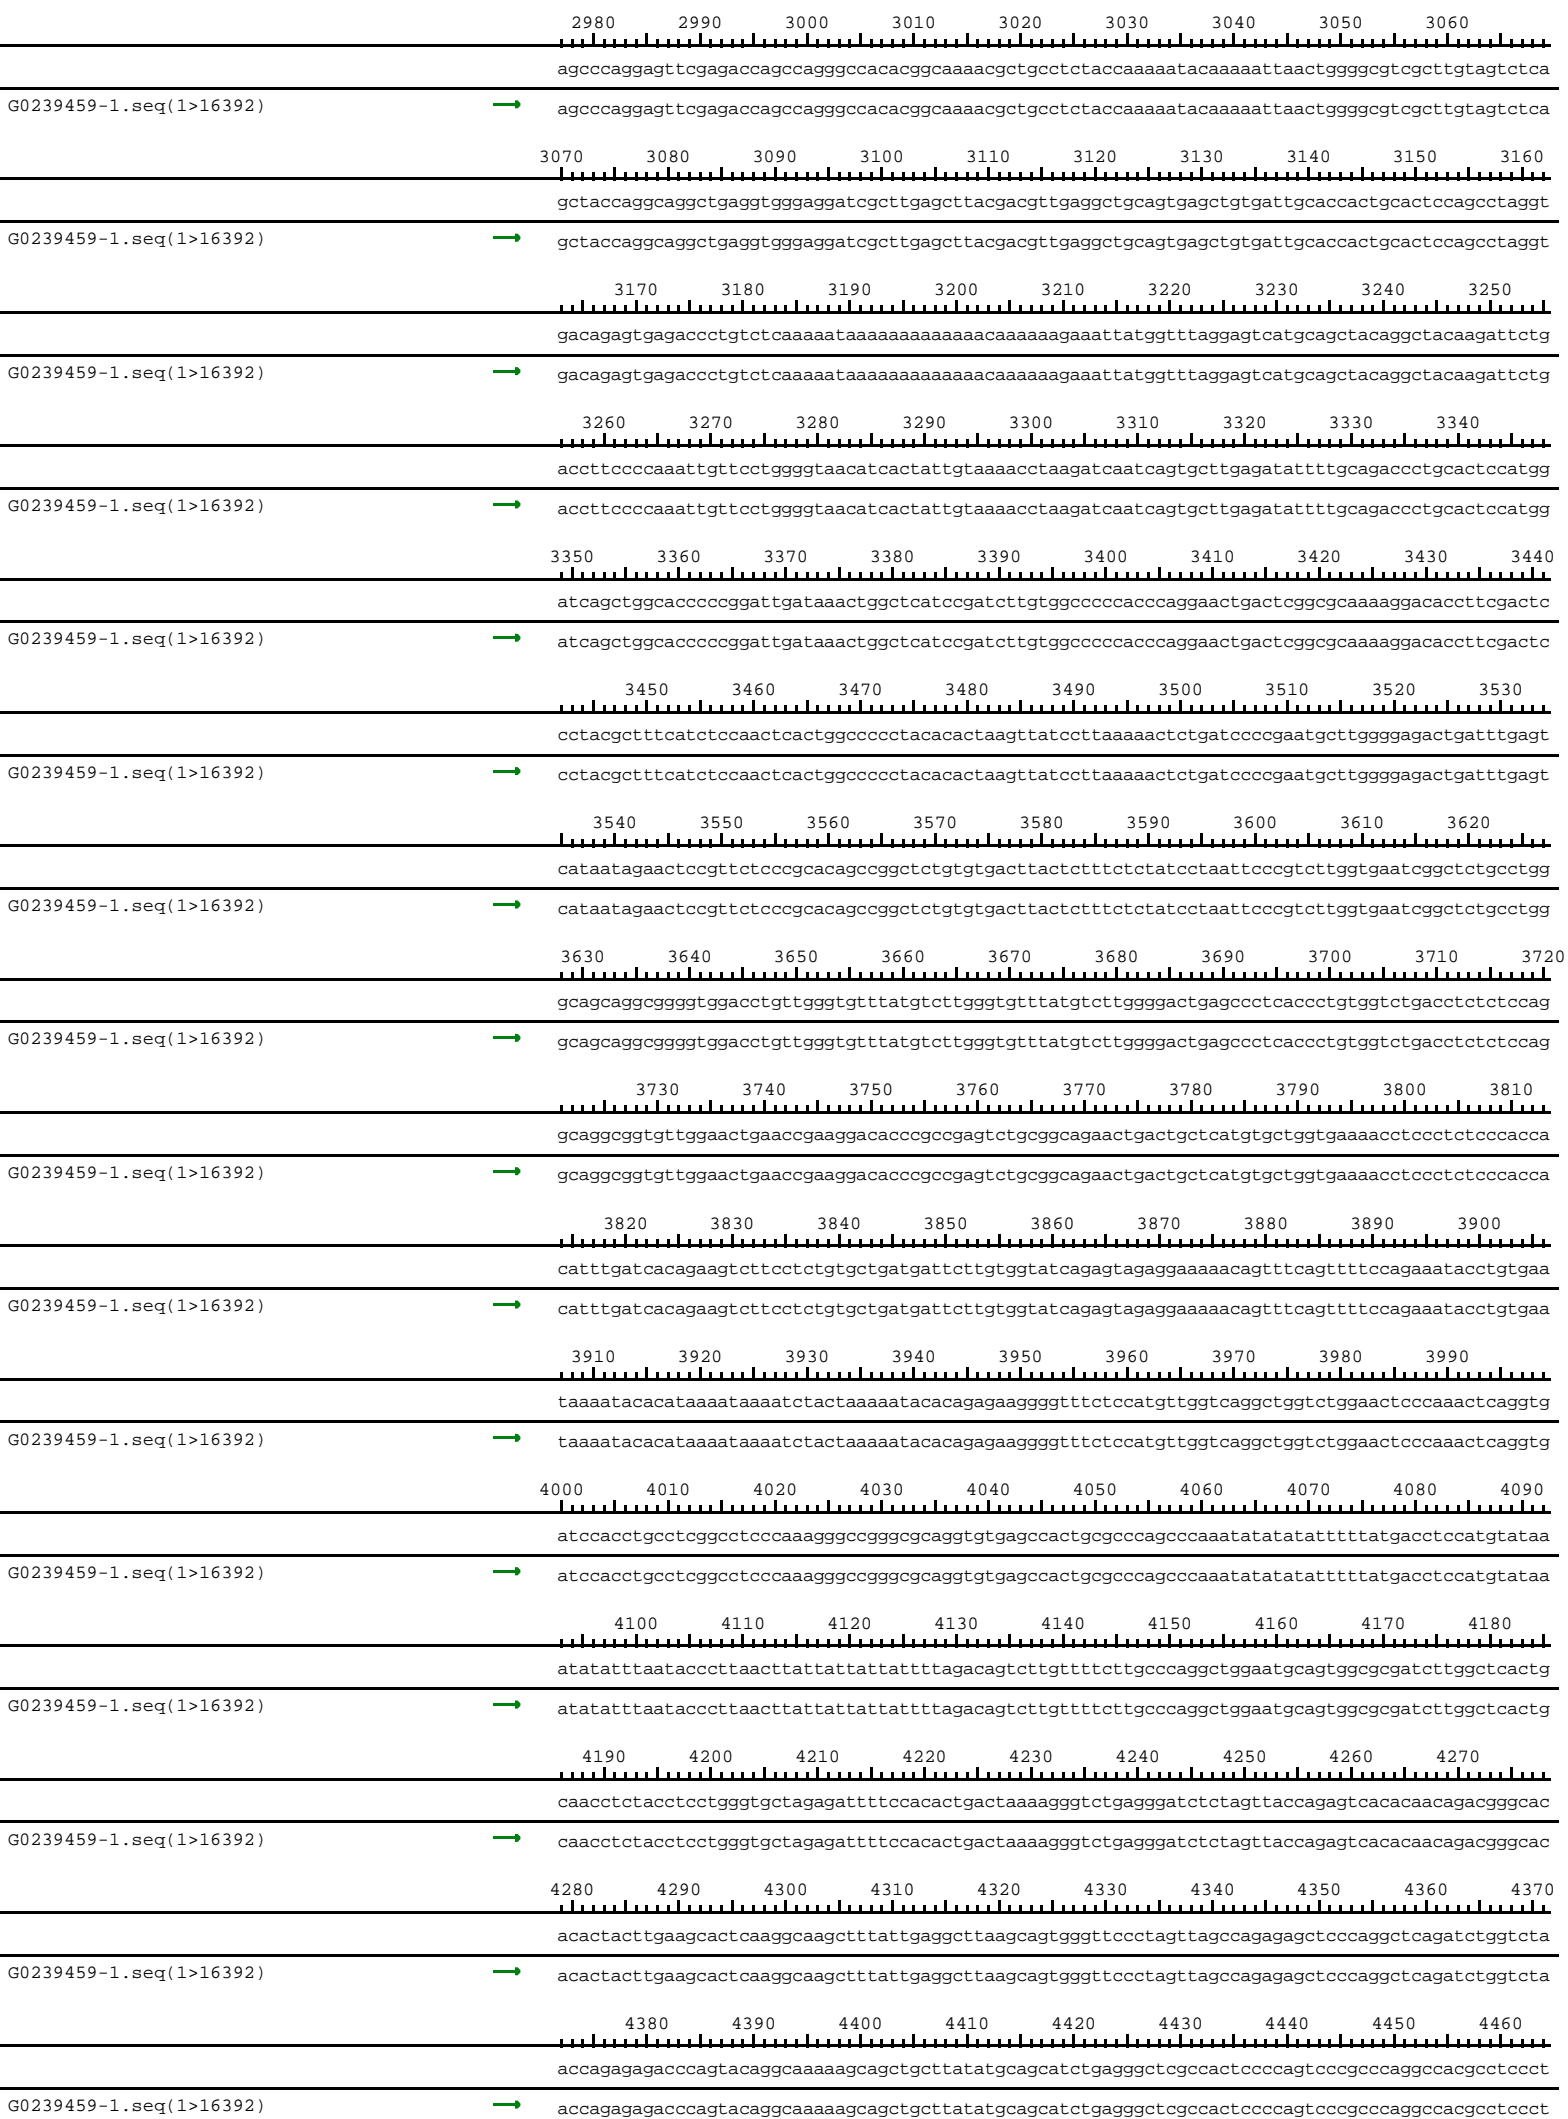 2980 2990 3000 3010 3020 3030 3040 3050 3060
agcccaggagttcgagaccagccagggccacacggcaaaacgctgcctctaccaaaaatacaaaaattaactggggcgtcgcttgtagtctca
G0239459-1.seq(1>16392) agcccaggagttcgagaccagccagggccacacggcaaaacgctgcctctaccaaaaatacaaaaattaactggggcgtcgcttgtagtctca
3070 3080 3090 3100 3110 3120 3130 3140 3150 3160
gctaccaggcaggctgaggtgggaggatcgcttgagcttacgacgttgaggctgcagtgagctgtgattgcaccactgcactccagcctaggt
G0239459-1.seq(1>16392) gctaccaggcaggctgaggtgggaggatcgcttgagcttacgacgttgaggctgcagtgagctgtgattgcaccactgcactccagcctaggt
3170 3180 3190 3200 3210 3220 3230 3240 3250
gacagagtgagaccctgtctcaaaaataaaaaaaaaaaaacaaaaaagaaattatggtttaggagtcatgcagctacaggctacaagattctg
G0239459-1.seq(1>16392) gacagagtgagaccctgtctcaaaaataaaaaaaaaaaaacaaaaaagaaattatggtttaggagtcatgcagctacaggctacaagattctg
3260 3270 3280 3290 3300 3310 3320 3330 3340
accttccccaaattgttcctggggtaacatcactattgtaaaacctaagatcaatcagtgcttgagatattttgcagaccctgcactccatgg
G0239459-1.seq(1>16392) accttccccaaattgttcctggggtaacatcactattgtaaaacctaagatcaatcagtgcttgagatattttgcagaccctgcactccatgg
3350 3360 3370 3380 3390 3400 3410 3420 3430 3440
atcagctggcacccccggattgataaactggctcatccgatcttgtggcccccacccaggaactgactcggcgcaaaaggacaccttcgactc
G0239459-1.seq(1>16392) atcagctggcacccccggattgataaactggctcatccgatcttgtggcccccacccaggaactgactcggcgcaaaaggacaccttcgactc
3450 3460 3470 3480 3490 3500 3510 3520 3530
cctacgctttcatctccaactcactggccccctacacactaagttatccttaaaaactctgatccccgaatgcttggggagactgatttgagt
G0239459-1.seq(1>16392) cctacgctttcatctccaactcactggccccctacacactaagttatccttaaaaactctgatccccgaatgcttggggagactgatttgagt
3540 3550 3560 3570 3580 3590 3600 3610 3620
cataatagaactccgttctcccgcacagccggctctgtgtgacttactctttctctatcctaattcccgtcttggtgaatcggctctgcctgg
G0239459-1.seq(1>16392) cataatagaactccgttctcccgcacagccggctctgtgtgacttactctttctctatcctaattcccgtcttggtgaatcggctctgcctgg
3630 3640 3650 3660 3670 3680 3690 3700 3710 3720
gcagcaggcggggtggacctgttgggtgtttatgtcttgggtgtttatgtcttggggactgagccctcaccctgtggtctgacctctctccag
G0239459-1.seq(1>16392) gcagcaggcggggtggacctgttgggtgtttatgtcttgggtgtttatgtcttggggactgagccctcaccctgtggtctgacctctctccag
3730 3740 3750 3760 3770 3780 3790 3800 3810
gcaggcggtgttggaactgaaccgaaggacacccgccgagtctgcggcagaactgactgctcatgtgctggtgaaaacctccctctcccacca
G0239459-1.seq(1>16392) gcaggcggtgttggaactgaaccgaaggacacccgccgagtctgcggcagaactgactgctcatgtgctggtgaaaacctccctctcccacca
3820 3830 3840 3850 3860 3870 3880 3890 3900
catttgatcacagaagtcttcctctgtgctgatgattcttgtggtatcagagtagaggaaaaacagtttcagttttccagaaatacctgtgaa
G0239459-1.seq(1>16392) catttgatcacagaagtcttcctctgtgctgatgattcttgtggtatcagagtagaggaaaaacagtttcagttttccagaaatacctgtgaa
3910 3920 3930 3940 3950 3960 3970 3980 3990
taaaatacacataaaataaaatctactaaaaatacacagagaaggggtttctccatgttggtcaggctggtctggaactcccaaactcaggtg
G0239459-1.seq(1>16392) taaaatacacataaaataaaatctactaaaaatacacagagaaggggtttctccatgttggtcaggctggtctggaactcccaaactcaggtg
4000 4010 4020 4030 4040 4050 4060 4070 4080 4090
atccacctgcctcggcctcccaaagggccgggcgcaggtgtgagccactgcgcccagcccaaatatatatatttttatgacctccatgtataa
G0239459-1.seq(1>16392) atccacctgcctcggcctcccaaagggccgggcgcaggtgtgagccactgcgcccagcccaaatatatatatttttatgacctccatgtataa
4100 4110 4120 4130 4140 4150 4160 4170 4180
atatatttaatacccttaacttattattattattttagacagtcttgttttcttgcccaggctggaatgcagtggcgcgatcttggctcactg
G0239459-1.seq(1>16392) atatatttaatacccttaacttattattattattttagacagtcttgttttcttgcccaggctggaatgcagtggcgcgatcttggctcactg
4190 4200 4210 4220 4230 4240 4250 4260 4270
caacctctacctcctgggtgctagagattttccacactgactaaaagggtctgagggatctctagttaccagagtcacacaacagacgggcac
G0239459-1.seq(1>16392) caacctctacctcctgggtgctagagattttccacactgactaaaagggtctgagggatctctagttaccagagtcacacaacagacgggcac
4280 4290 4300 4310 4320 4330 4340 4350 4360 4370
acactacttgaagcactcaaggcaagctttattgaggcttaagcagtgggttccctagttagccagagagctcccaggctcagatctggtcta
G0239459-1.seq(1>16392) acactacttgaagcactcaaggcaagctttattgaggcttaagcagtgggttccctagttagccagagagctcccaggctcagatctggtcta
4380 4390 4400 4410 4420 4430 4440 4450 4460
accagagagacccagtacaggcaaaaagcagctgcttatatgcagcatctgagggctcgccactccccagtcccgcccaggccacgcctccct
G0239459-1.seq(1>16392) accagagagacccagtacaggcaaaaagcagctgcttatatgcagcatctgagggctcgccactccccagtcccgcccaggccacgcctccct